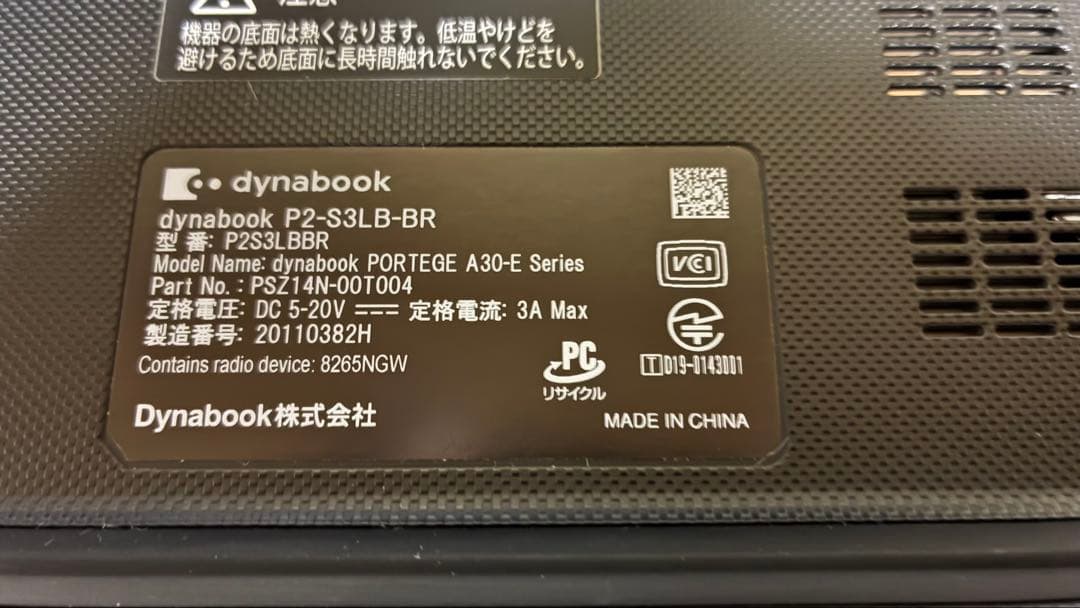 注意
機器の底面は熱くなります。低温やけどを
避けるため底面に長時間触れないでください。
dynabook
dynabook P2-S3LB-BR
型 番: P2S3LBBR
Model Name: dynabook PORTEGE A30-E Series
Part No. : PSZ14N-00T004
定格電圧: DC 5-20V 定格電流: 3A Max
製造番号: 20110382H
Contains radio device: 8265NGW
VCCI
PC
リサイクル
T D19-0143001
Dynabook株式会社
MADE IN CHINA